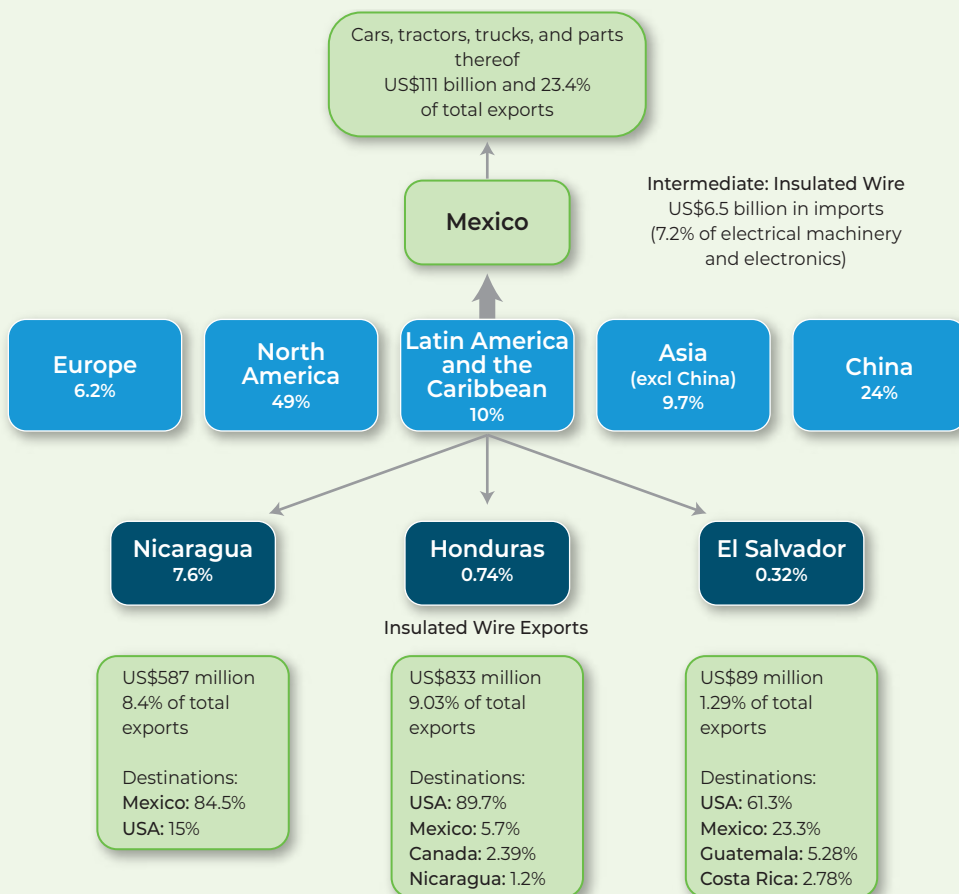 Cars, tractors, trucks, and parts
thereof
US$111 billion and 23.4%
of total exports
Mexico
Intermediate: Insulated Wire
US$6.5 billion in imports
(7.2% of electrical machinery
and electronics)
Europe
6.2%
North
America
49%
Latin America
and the
Caribbean
10%
Asia
(excl China)
9.7%
China
24%
Nicaragua
7.6%
Honduras
0.74%
El Salvador
0.32%
Insulated Wire Exports
US$587 million
8.4% of total
exports
Destinations:
Mexico: 84.5%
USA: 15%
US$833 million
9.03% of total
exports
Destinations:
USA: 89.7%
Mexico: 5.7%
Canada: 2.39%
Nicaragua: 1.2%
US$89 million
1.29% of total
exports
Destinations:
USA: 61.3%
Mexico: 23.3%
Guatemala: 5.28%
Costa Rica: 2.78%